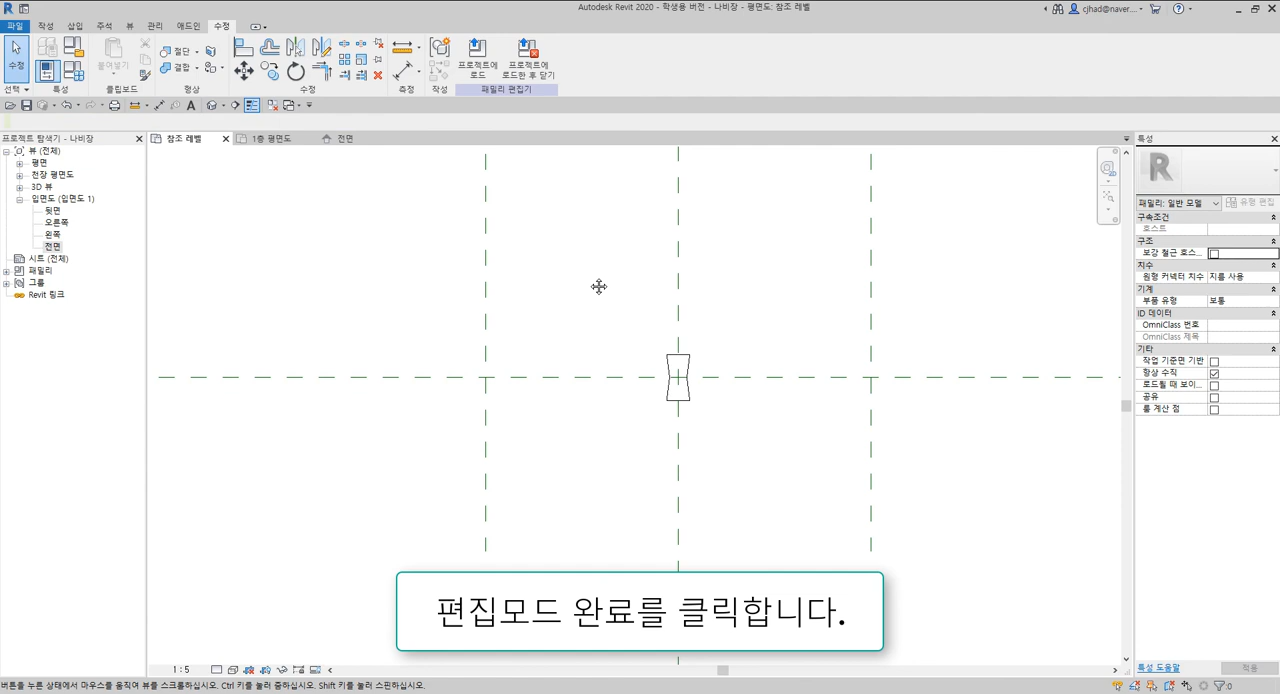 Autodesk Revit 2020 - 학생용 버전 - 나비장 - 평면도: 참조 레벨
cjhad@naver....
파일 작성 삽입 주석 뷰 관리 애드인 수정
수정
붙여넣기
절단
결합
프로젝트에 로드
프로젝트에 로드한 후 닫기
선택 특성 클립보드 형상 수정 측정 작성 패밀리 편집기
프로젝트 탐색기 - 나비장
참조 레벨
1층 평면도
전면
특성
뷰 (전체)
평면
천장 평면도
3D 뷰
입면도 (입면도 1)
뒷면
오른쪽
왼쪽
전면
시트 (전체)
패밀리
그룹
Revit 링크
2D
R
패밀리: 일반 모델
유형 편집
구속조건
호스트
구조
보강 철근 호스...
치수
원형 커넥터 치수 지름 사용
기계
부품 유형 보통
ID 데이터
OmniClass 번호
OmniClass 제목
기타
작업 기준면 기반
항상 수직
로드될 때 보이...
공유
룸 계산 점
편집모드 완료를 클릭합니다.
1 : 5
특성 도움말
적용
버튼을 누른 상태에서 마우스를 움직여 뷰를 스크롤하십시오. Ctrl 키를 눌러 줌하십시오. Shift 키를 눌러 스핀하십시오.
:0